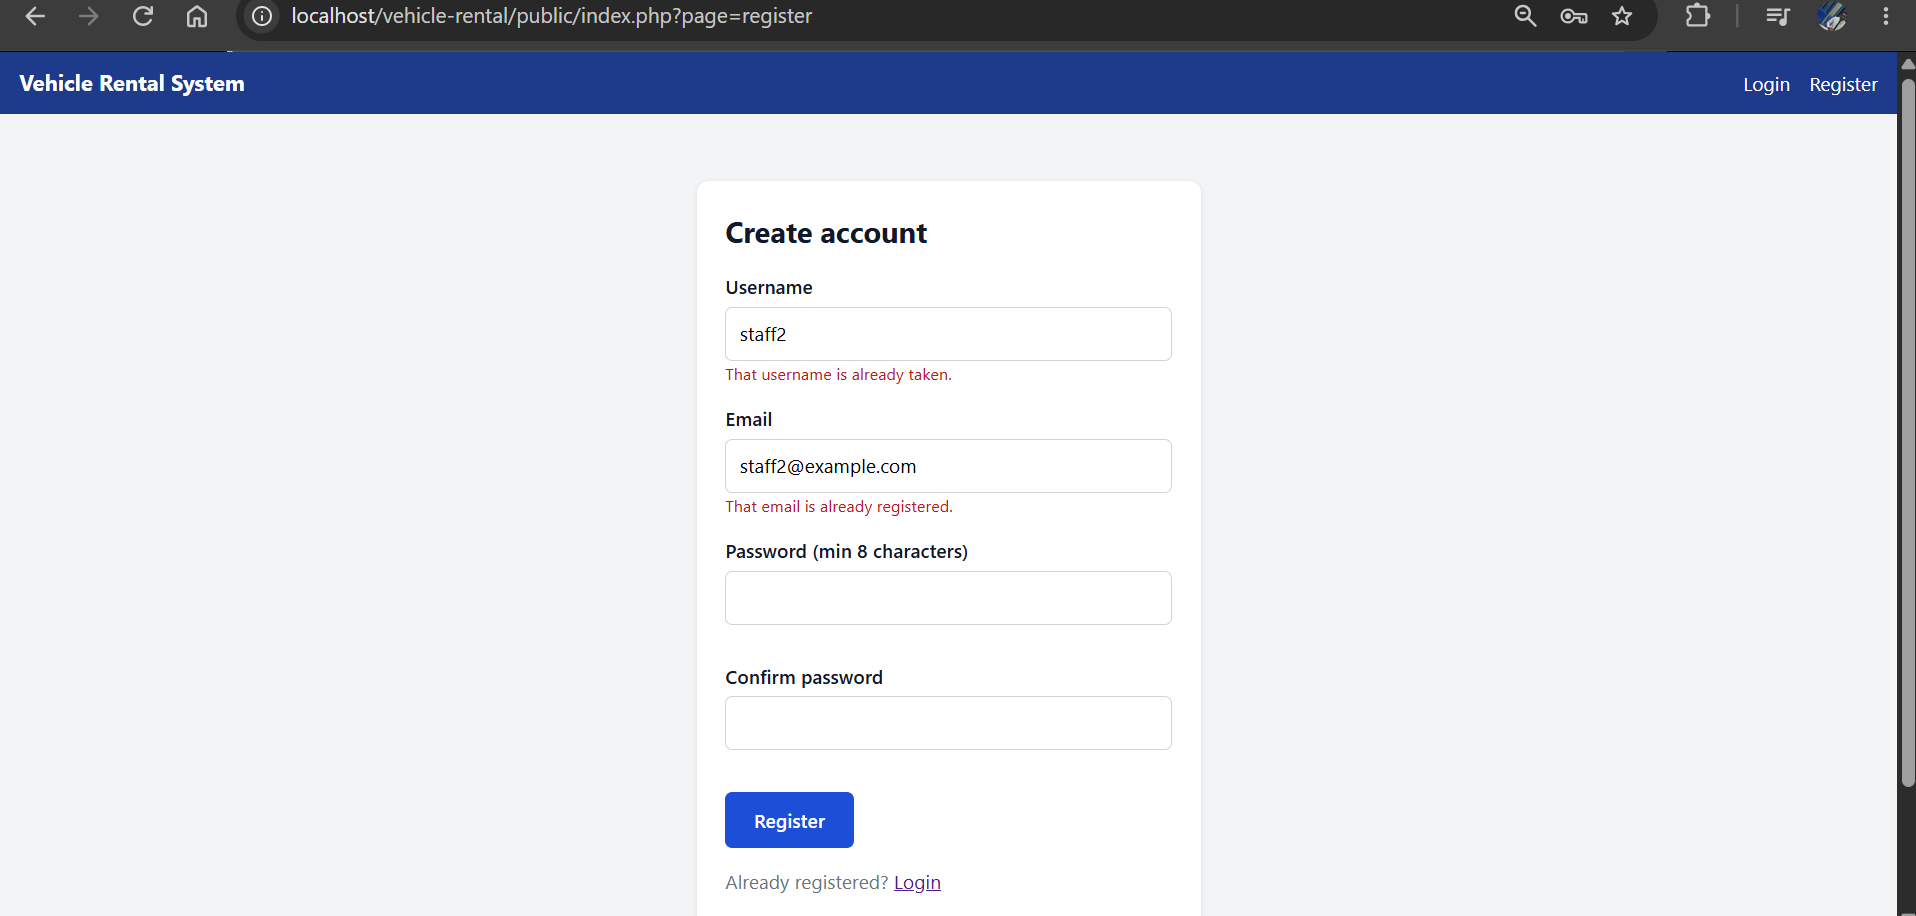 localhost/vehicle-rental/public/index.php?page=register
Vehicle Rental System
Login Register
Create account
Username
staff2
That username is already taken.
Email
staff2@example.com
That email is already registered.
Password (min 8 characters)
Confirm password
Register
Already registered? Login